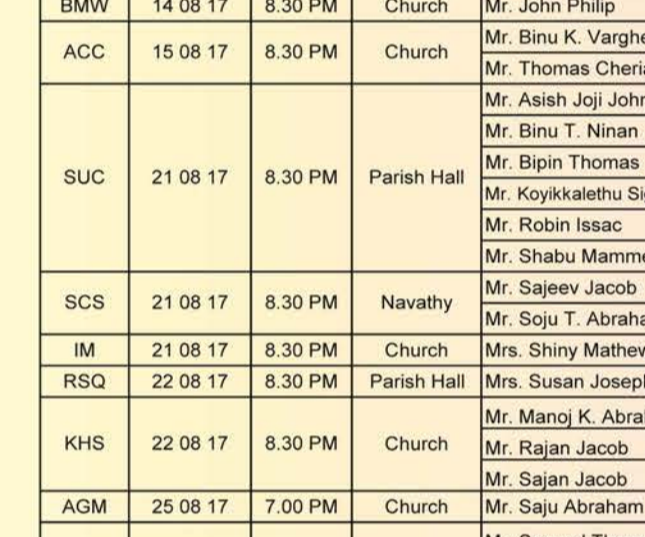 BMW 14 08 17 8.30 PM Church Mr. John Philip
ACC 15 08 17 8.30 PM Church Mr. Binu K.
Mr. Thomas
SUC 21 08 17 8.30 PM Parish Hall Mr. Asish Joji
Mr. Binu T. Ninan
Mr. Bipin Thomas
Mr. Koyikkalethu
Mr. Robin Issac
Mr. Shabu
SCS 21 08 17 8.30 PM Navathy Mr. Sajeev Jacob
Mr. Soju T.
IM 21 08 17 8.30 PM Church Mrs. Shiny
RSQ 22 08 17 8.30 PM Parish Hall Mrs. Susan
KHS 22 08 17 8.30 PM Church Mr. Manoj K.
Mr. Rajan Jacob
Mr. Sajan Jacob
AGM 25 08 17 7.00 PM Church Mr. Saju Abraham